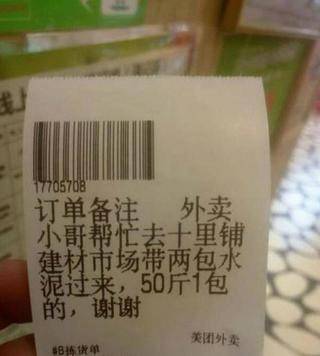 17705708
订单备注 外卖
小哥帮忙去十里铺
建材市场带两包水
泥过来，50斤1包
的，谢谢
美团外卖
#B拣货单